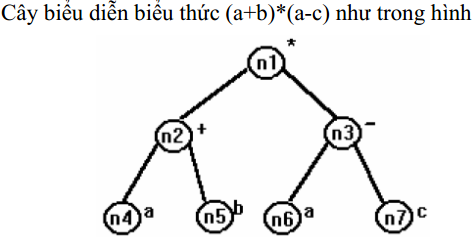 Cây biểu diễn biểu thức (a+b)*(a-c) như trong hình
n1 *
n2 + n3 -
n4 a n5 b n6 a n7 c